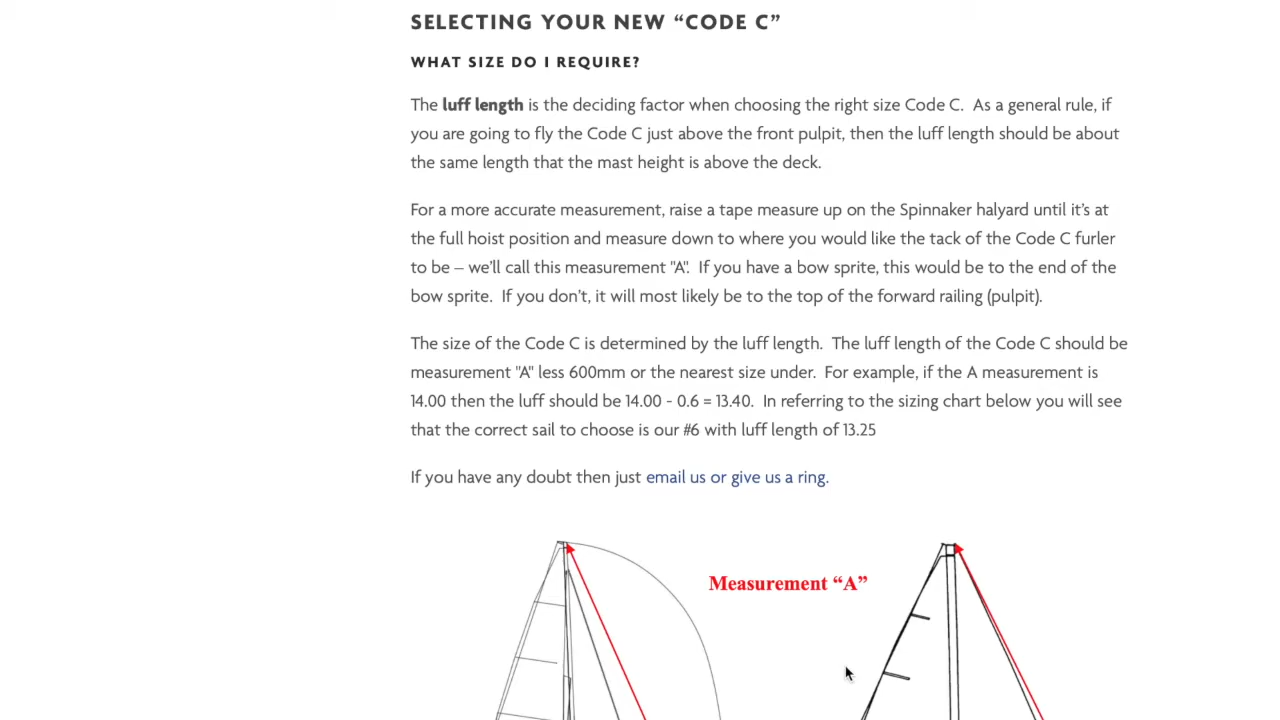 SELECTING YOUR NEW “CODE C”
WHAT SIZE DO I REQUIRE?
The luff length is the deciding factor when choosing the right size Code C.  As a general rule, if
you are going to fly the Code C just above the front pulpit, then the luff length should be about
the same length that the mast height is above the deck.
For a more accurate measurement, raise a tape measure up on the Spinnaker halyard until it’s at
the full hoist position and measure down to where you would like the tack of the Code C furler
to be – we’ll call this measurement "A".  If you have a bow sprite, this would be to the end of the
bow sprite.  If you don’t, it will most likely be to the top of the forward railing (pulpit).
The size of the Code C is determined by the luff length.  The luff length of the Code C should be
measurement "A" less 600mm or the nearest size under.  For example, if the A measurement is
14.00 then the luff should be 14.00 - 0.6 = 13.40.  In referring to the sizing chart below you will see
that the correct sail to choose is our #6 with luff length of 13.25
If you have any doubt then just email us or give us a ring.
Measurement “A”